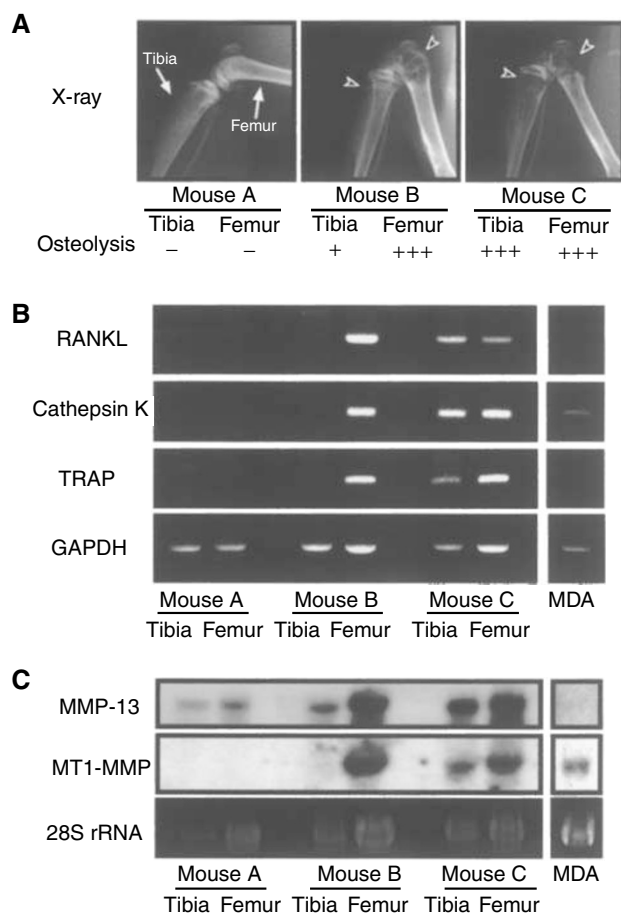 A
X-ray
Tibia
Femur
Mouse A Mouse B Mouse C
Tibia Femur Tibia Femur Tibia Femur
Osteolysis − − + +++ +++ +++
B
RANKL
Cathepsin K
TRAP
GAPDH
Mouse A Mouse B Mouse C MDA
Tibia Femur Tibia Femur Tibia Femur
C
MMP-13
MT1-MMP
28S rRNA
Mouse A Mouse B Mouse C MDA
Tibia Femur Tibia Femur Tibia Femur